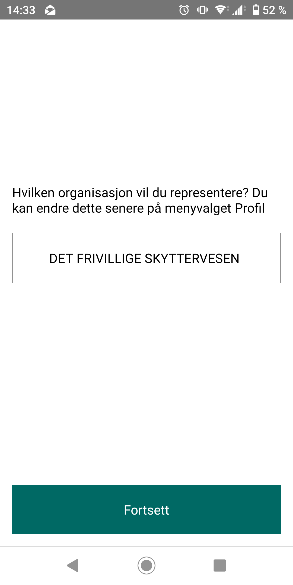 14:33 52 %
Hvilken organisasjon vil du representere? Du
kan endre dette senere på menyvalget Profil
DET FRIVILLIGE SKYTTERVESEN
Fortsett